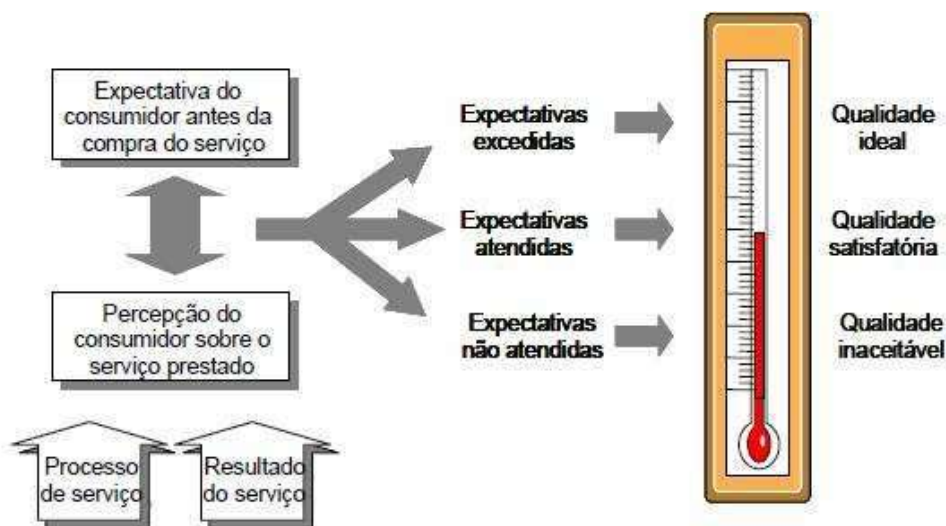 Expectativa do
consumidor antes da
compra do serviço
Percepção do
consumidor sobre o
serviço prestado
Processo
de serviço
Resultado
do serviço
Expectativas
excedidas
Expectativas
atendidas
Expectativas
não atendidas
Qualidade
ideal
Qualidade
satisfatória
Qualidade
inaceitável